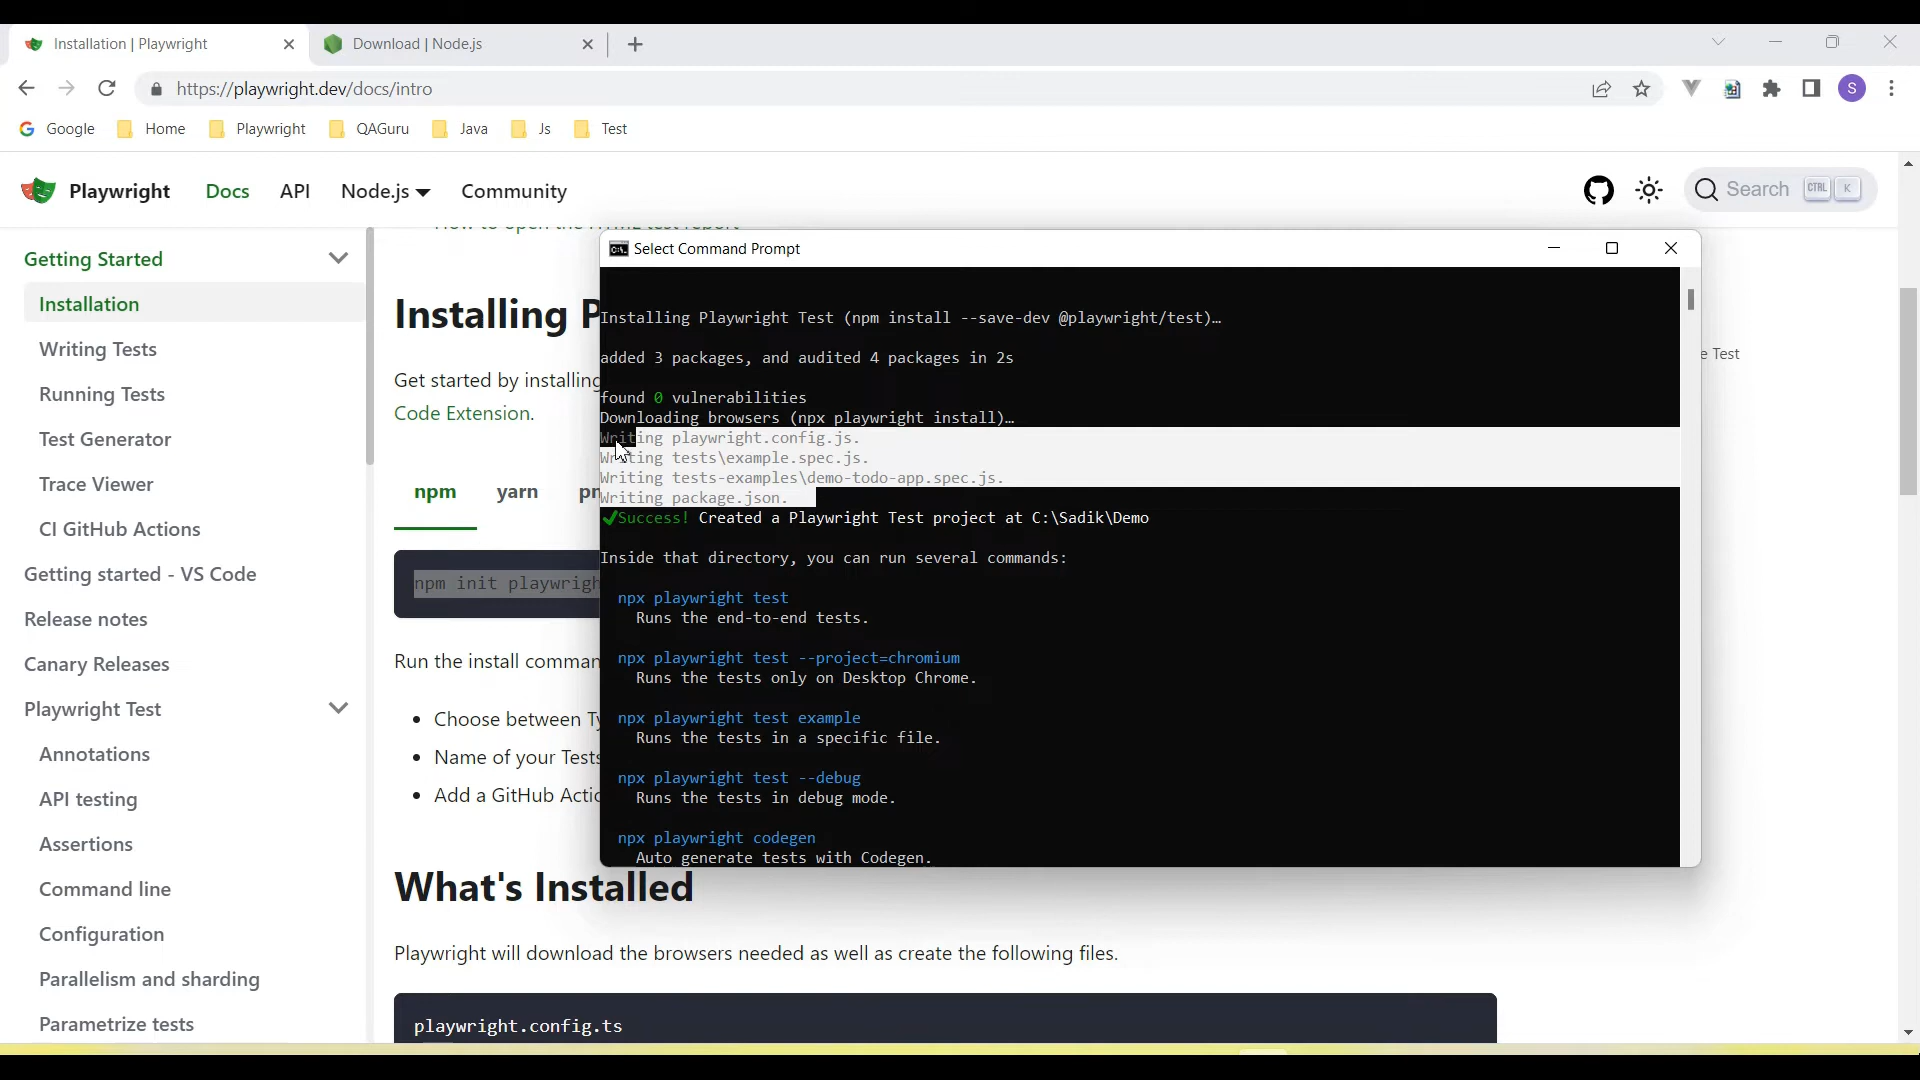 Installation | Playwright
Download | Node.js
https://playwright.dev/docs/intro
S
Google
Home
Playwright
QAGuru
Java
Js
Test
Playwright
Docs
API
Node.js
Community
Search
CTRL
K
Getting Started
Installation
Writing Tests
Running Tests
Test Generator
Trace Viewer
CI GitHub Actions
Getting started - VS Code
Release notes
Canary Releases
Playwright Test
Annotations
API testing
Assertions
Command line
Configuration
Parallelism and sharding
Parametrize tests
Installing P
Get started by installing
Code Extension.
npm
yarn
pn
npm init playwrigh
Run the install comman
Choose between Ty
Name of your Tests
Add a GitHub Actio
What's Installed
Playwright will download the browsers needed as well as create the following files.
playwright.config.ts
e Test
Select Command Prompt
Installing Playwright Test (npm install --save-dev @playwright/test)…
added 3 packages, and audited 4 packages in 2s
found 0 vulnerabilities
Downloading browsers (npx playwright install)…
Writing playwright.config.js.
Writing tests\example.spec.js.
Writing tests-examples\demo-todo-app.spec.js.
Writing package.json.
✔Success! Created a Playwright Test project at C:\Sadik\Demo
Inside that directory, you can run several commands:
npx playwright test
Runs the end-to-end tests.
npx playwright test --project=chromium
Runs the tests only on Desktop Chrome.
npx playwright test example
Runs the tests in a specific file.
npx playwright test --debug
Runs the tests in debug mode.
npx playwright codegen
Auto generate tests with Codegen.